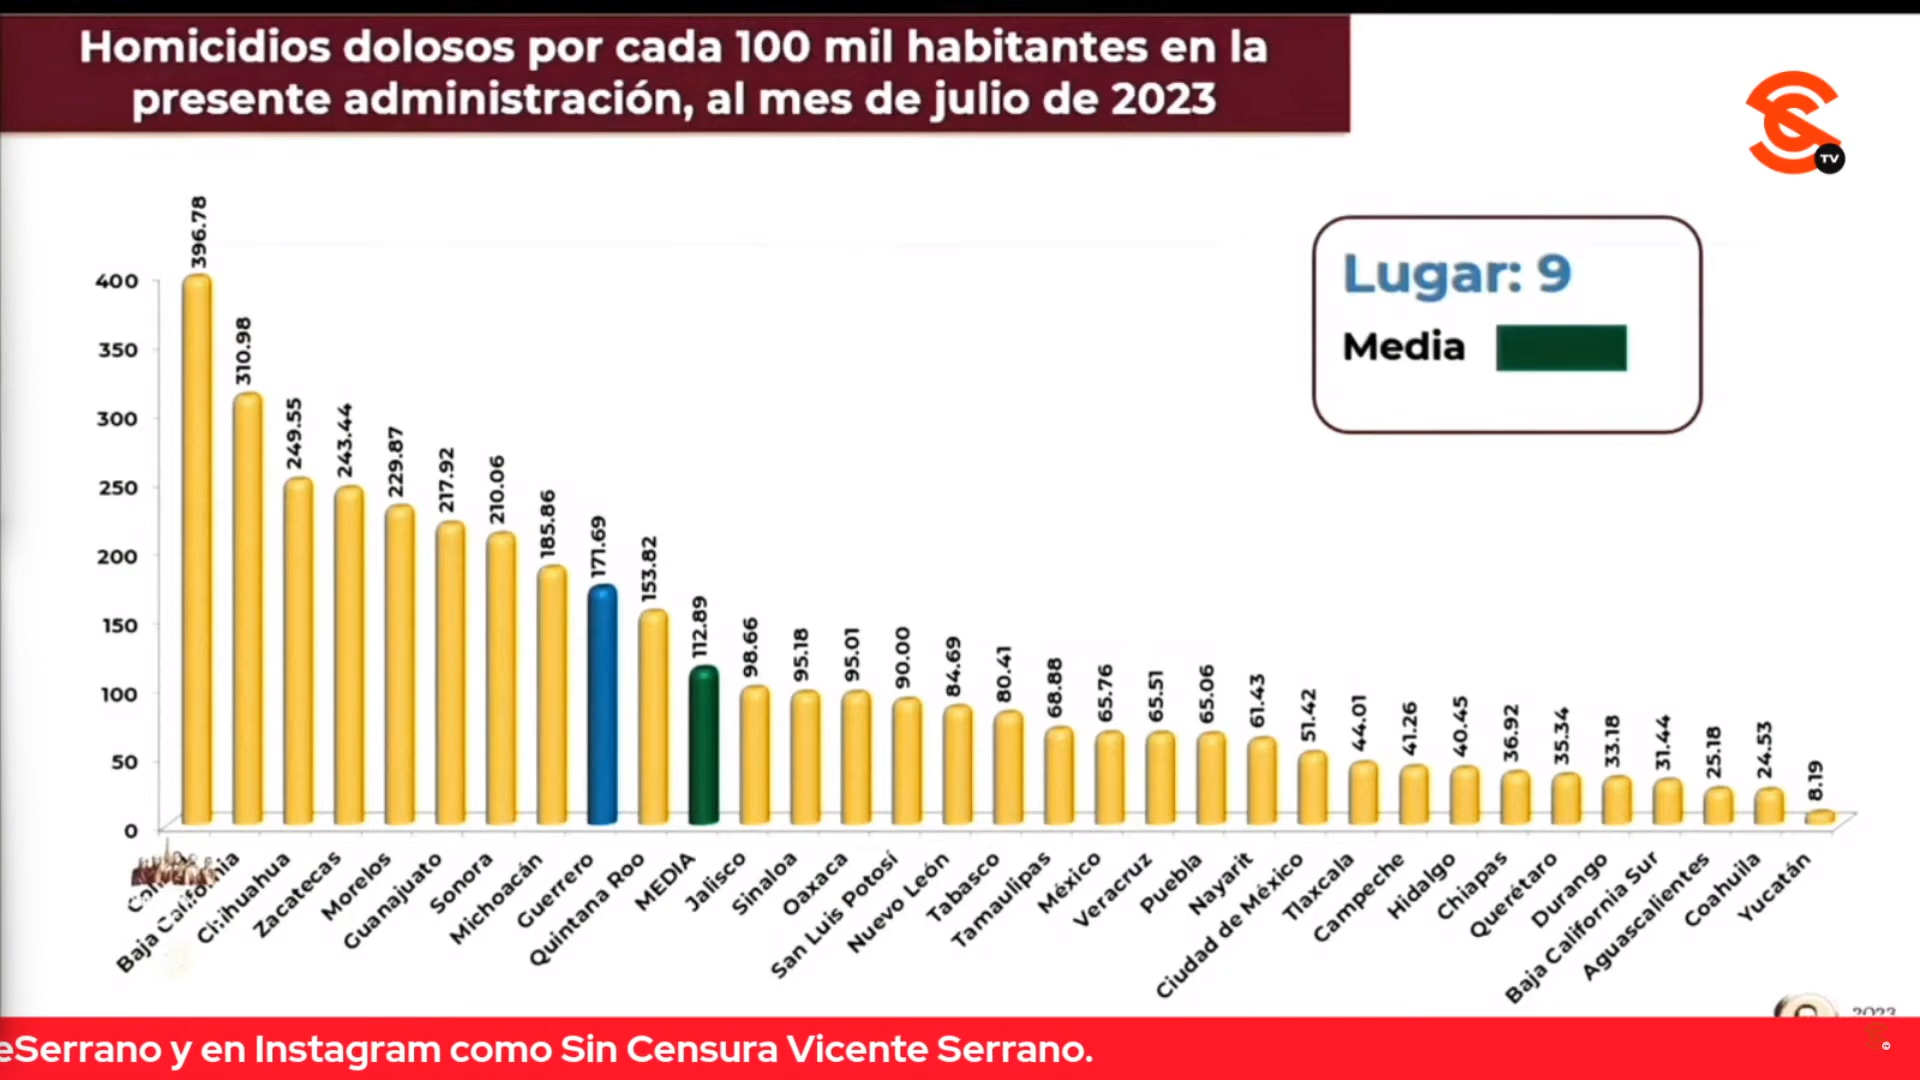 Homicidios dolosos por cada 100 mil habitantes en la
presente administración, al mes de julio de 2023
TV
Lugar: 9
Media
400
350
300
250
200
150
100
50
0
396.78
310.98
249.55
243.44
229.87
217.92
210.06
185.86
171.69
153.82
112.89
98.66
95.18
95.01
90.00
84.69
80.41
68.88
65.76
65.51
65.06
61.43
51.42
44.01
41.26
40.45
36.92
35.34
33.18
31.44
25.18
24.53
8.19
Baja California
Chihuahua
Zacatecas
Morelos
Guanajuato
Sonora
Michoacán
Guerrero
Quintana Roo
MEDIA
Jalisco
Sinaloa
Oaxaca
San Luis Potosí
Nuevo León
Tabasco
Tamaulipas
México
Veracruz
Puebla
Nayarit
Ciudad de México
Tlaxcala
Campeche
Hidalgo
Chiapas
Querétaro
Durango
Baja California Sur
Aguascalientes
Coahuila
Yucatán
2023
eSerrano y en Instagram como Sin Censura Vicente Serrano.